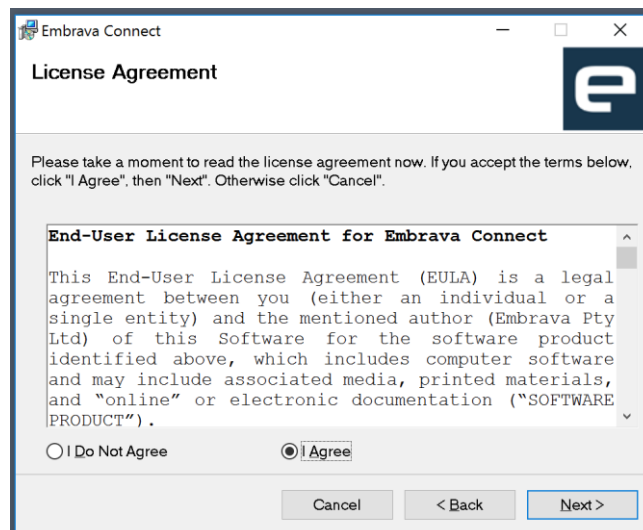 Embrava Connect
License Agreement
e
Please take a moment to read the license agreement now. If you accept the terms below,
click "I Agree", then "Next". Otherwise click "Cancel".
End-User License Agreement for Embrava Connect
This End-User License Agreement (EULA) is a legal
agreement between you (either an individual or a
single entity) and the mentioned author (Embrava Pty
Ltd) of this Software for the software product
identified above, which includes computer software
and may include associated media, printed materials,
and “online” or electronic documentation (“SOFTWARE
PRODUCT”).
I Do Not Agree
I Agree
Cancel
< Back
Next >